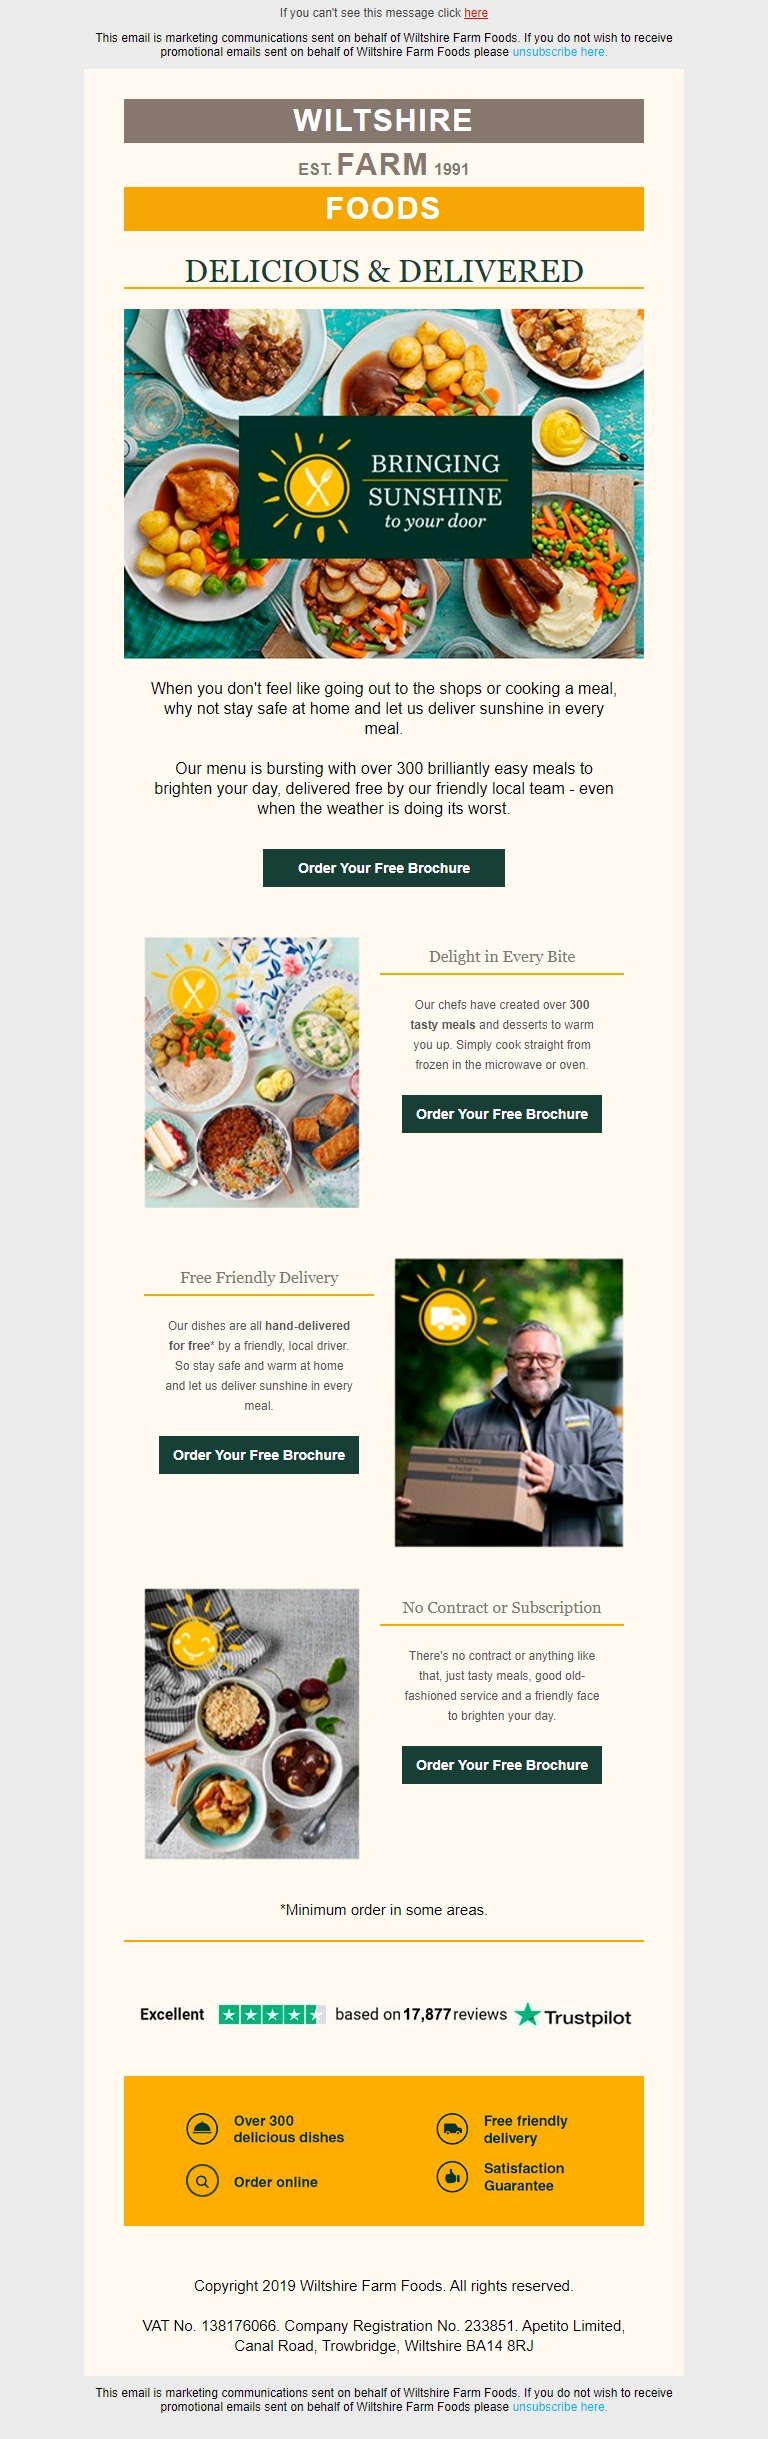 If you can't see this message click here
This email is marketing communications sent on behalf of Wiltshire Farm Foods. If you do not wish to receive
promotional emails sent on behalf of Wiltshire Farm Foods please unsubscribe here.
WILTSHIRE
EST. FARM 1991
FOODS
DELICIOUS & DELIVERED
BRINGING
SUNSHINE
to your door
When you don't feel like going out to the shops or cooking a meal,
why not stay safe at home and let us deliver sunshine in every
meal.
Our menu is bursting with over 300 brilliantly easy meals to
brighten your day, delivered free by our friendly local team - even
when the weather is doing its worst.
Order Your Free Brochure
Delight in Every Bite
Our chefs have created over 300
tasty meals and desserts to warm
you up. Simply cook straight from
frozen in the microwave or oven.
Order Your Free Brochure
Free Friendly Delivery
Our dishes are all hand-delivered
for free* by a friendly, local driver.
So stay safe and warm at home
and let us deliver sunshine in every
meal.
Order Your Free Brochure
WILTSHIRE
FARM
FOODS
No Contract or Subscription
There's no contract or anything like
that, just tasty meals, good old-
fashioned service and a friendly face
to brighten your day.
Order Your Free Brochure
*Minimum order in some areas.
Excellent based on 17,877 reviews Trustpilot
Over 300
delicious dishes
Free friendly
delivery
Order online
Satisfaction
Guarantee
Copyright 2019 Wiltshire Farm Foods. All rights reserved.
VAT No. 138176066. Company Registration No. 233851. Apetito Limited,
Canal Road, Trowbridge, Wiltshire BA14 8RJ
This email is marketing communications sent on behalf of Wiltshire Farm Foods. If you do not wish to receive
promotional emails sent on behalf of Wiltshire Farm Foods please unsubscribe here.